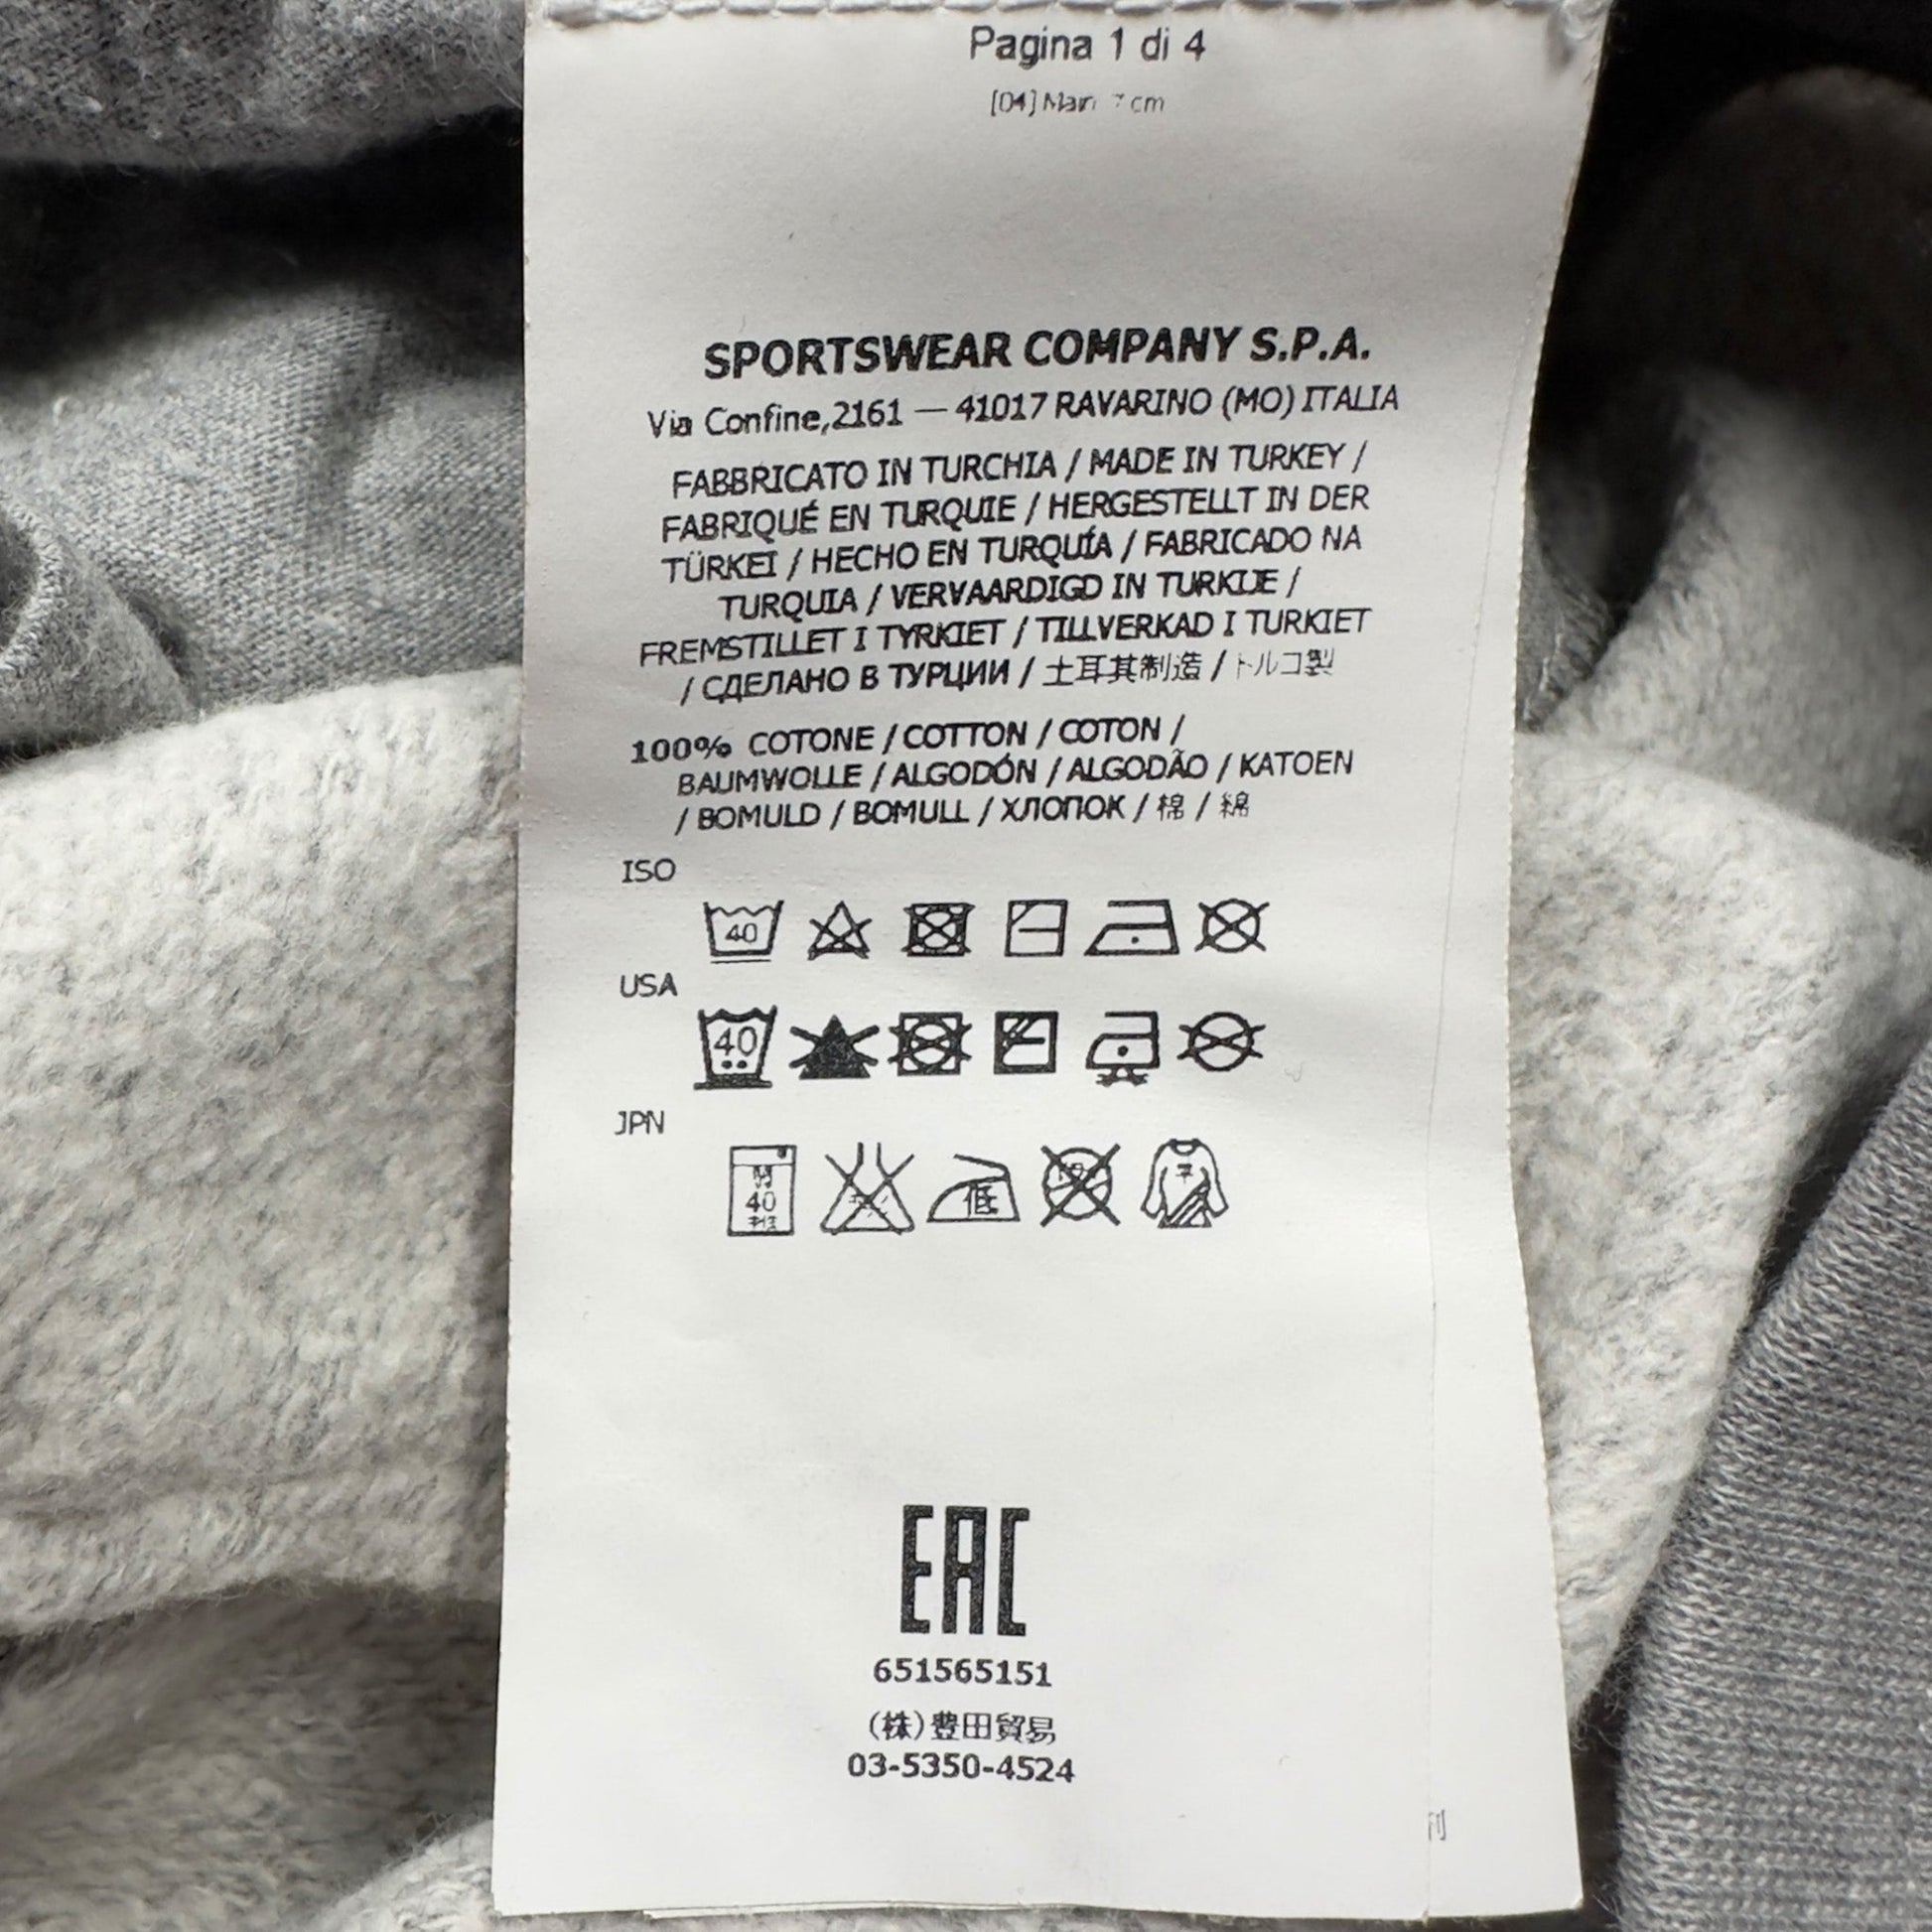 Pagina 1 di 4
[04] cm
SPORTSWEAR COMPANY S.P.A.
Via Confine,2161 — 41017 RAVARINO (MO) ITALIA
FABBRICATO IN TURCHIA / MADE IN TURKEY /
FABRIQUÉ EN TURQUIE / HERGESTELLT IN DER
TÜRKEI / HECHO EN TURQUÍA / FABRICADO NA
TURQUIA / VERVAARDIGD IN TURKIJE /
FREMSTILLET I TYRKIET / TILLVERKAD I TURKIET
/ СДЕЛАНО В ТУРЦИИ / 土耳其制造 / トルコ製
100% COTONE / COTTON / COTON /
BAUMWOLLE / ALGODÓN / ALGODÃO / KATOEN
/ BOMULD / BOMULL / ХЛОПОК / 棉 / 綿
ISO
40
USA
40
JPN
40
低
EAC
651565151
(株)豊田貿易
03-5350-4524